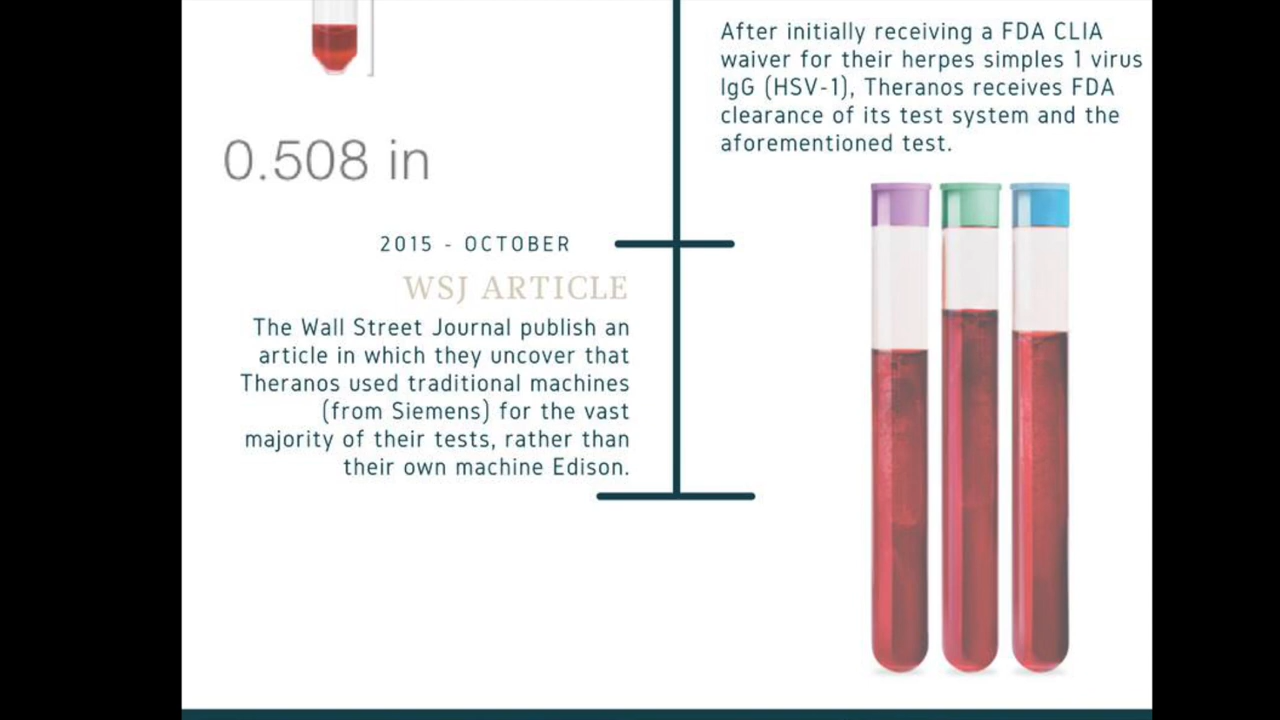 After initially receiving a FDA CLIA
waiver for their herpes simples 1 virus
IgG (HSV-1), Theranos receives FDA
clearance of its test system and the
aforementioned test.
0.508 in
2015 - OCTOBER
WSJ ARTICLE
The Wall Street Journal publish an
article in which they uncover that
Theranos used traditional machines
(from Siemens) for the vast
majority of their tests, rather than
their own machine Edison.